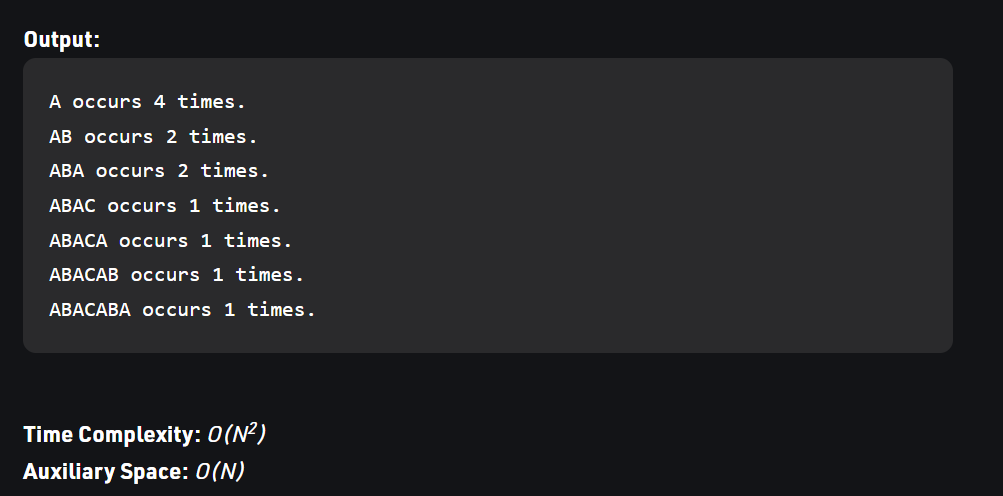 Output:
A occurs 4 times.
AB occurs 2 times.
ABA occurs 2 times.
ABAC occurs 1 times.
ABACA occurs 1 times.
ABACAB occurs 1 times.
ABACABA occurs 1 times.
Time Complexity: O(N²)
Auxiliary Space: O(N)